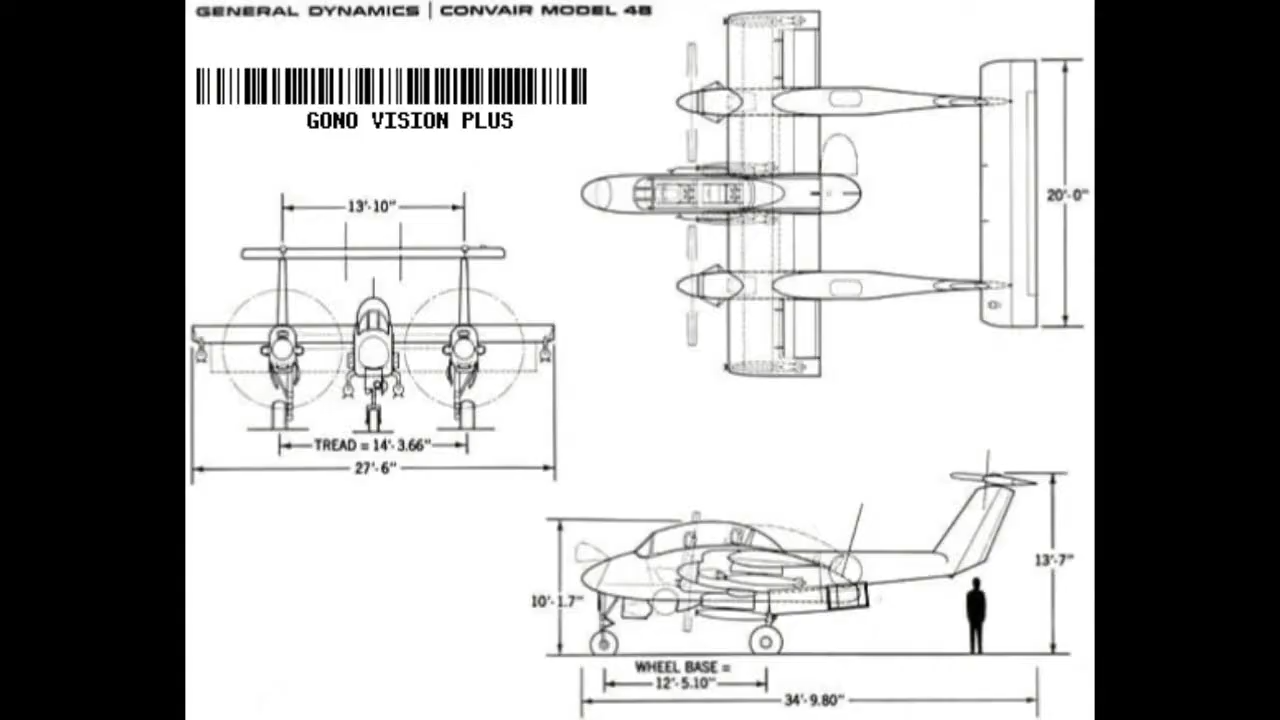 GENERAL DYNAMICS | CONVAIR MODEL 48
GONO VISION PLUS
13'-10"
20'-0"
TREAD = 14'-3.66"
27'-6"
10'-1.7"
13'-7"
WHEEL BASE =
12'-5.10"
34'-9.80"